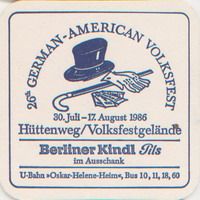 26th GERMAN-AMERICAN VOLKSFEST
30. Juli - 17. August 1986
Hüttenweg/Volksfestgelände
Berliner Kindl Pils
im Ausschank
U-Bahn »Oskar-Helene-Heim«, Bus 10, 11, 18, 60